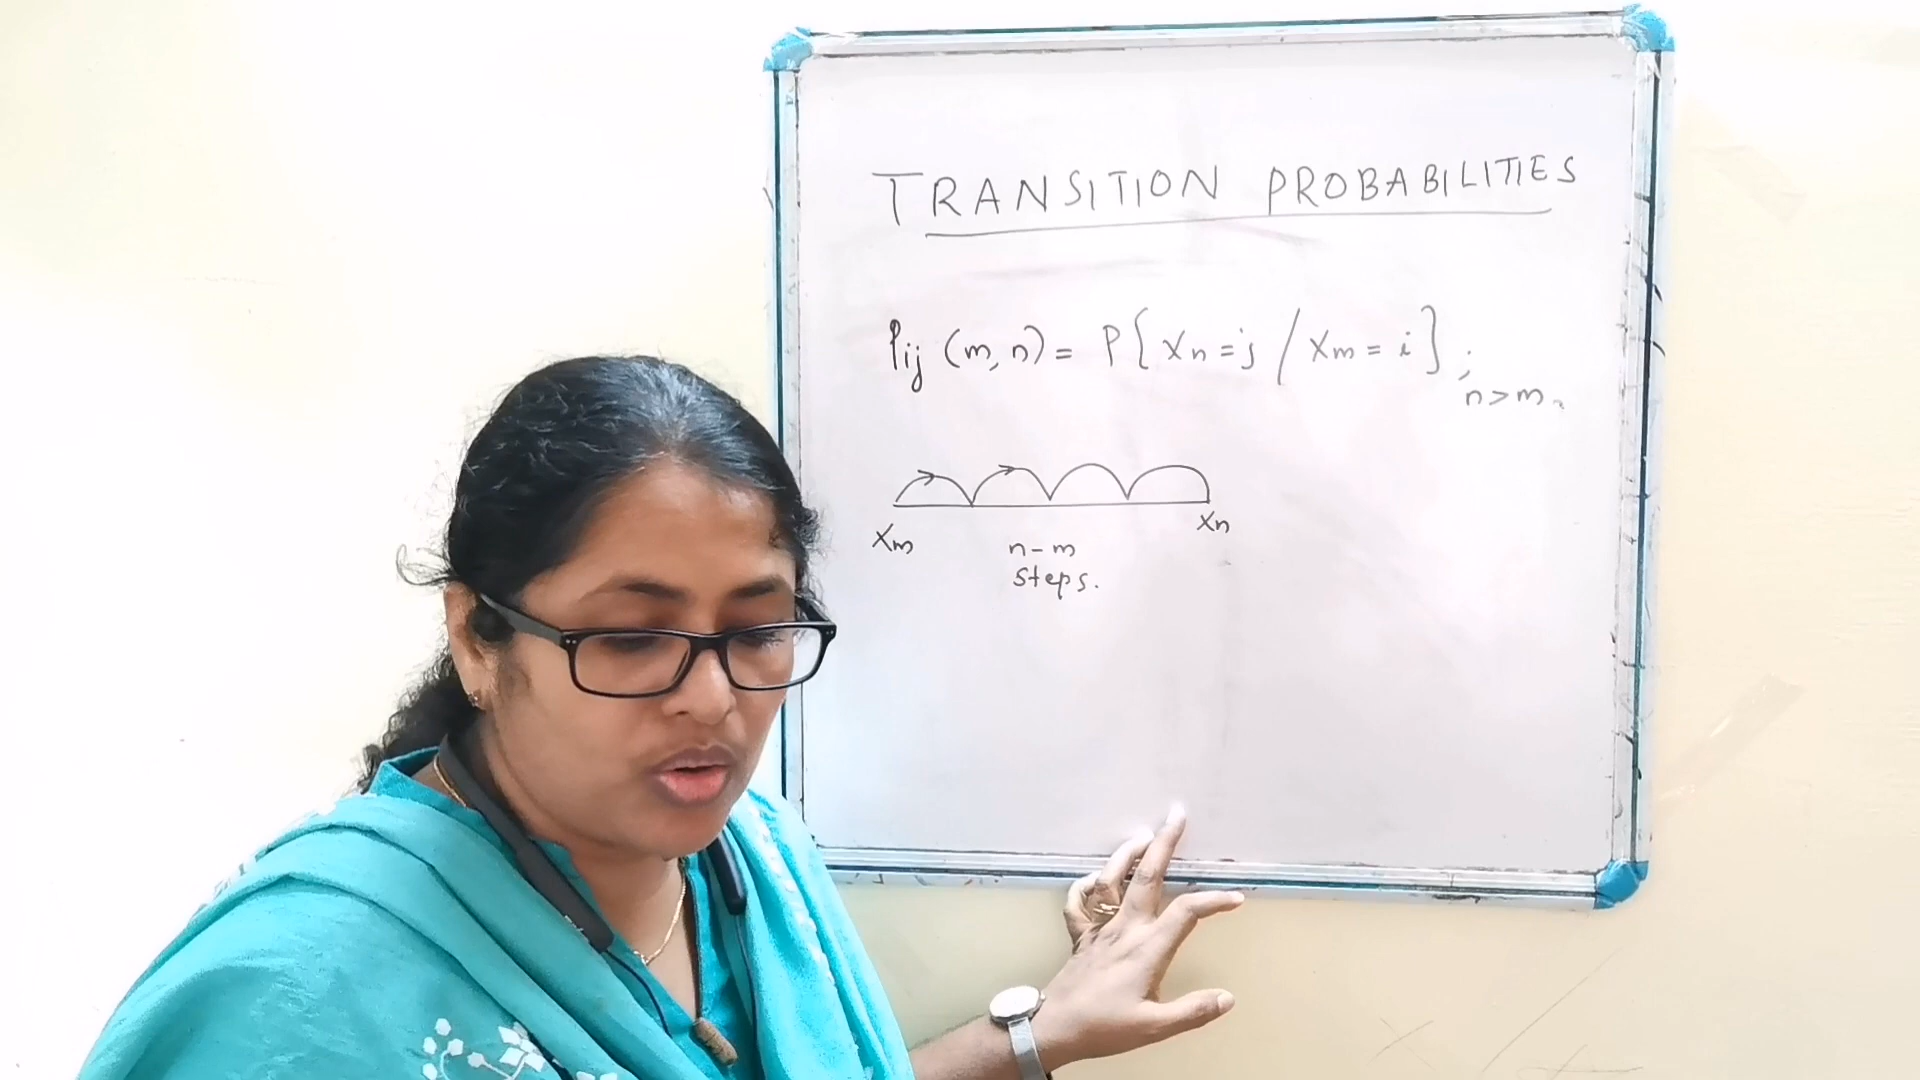 TRANSITION PROBABILITIES
Pij (m, n) = P{ Xn = j / Xm = i } ;
n > m.
Xm
Xn
n - m
steps.